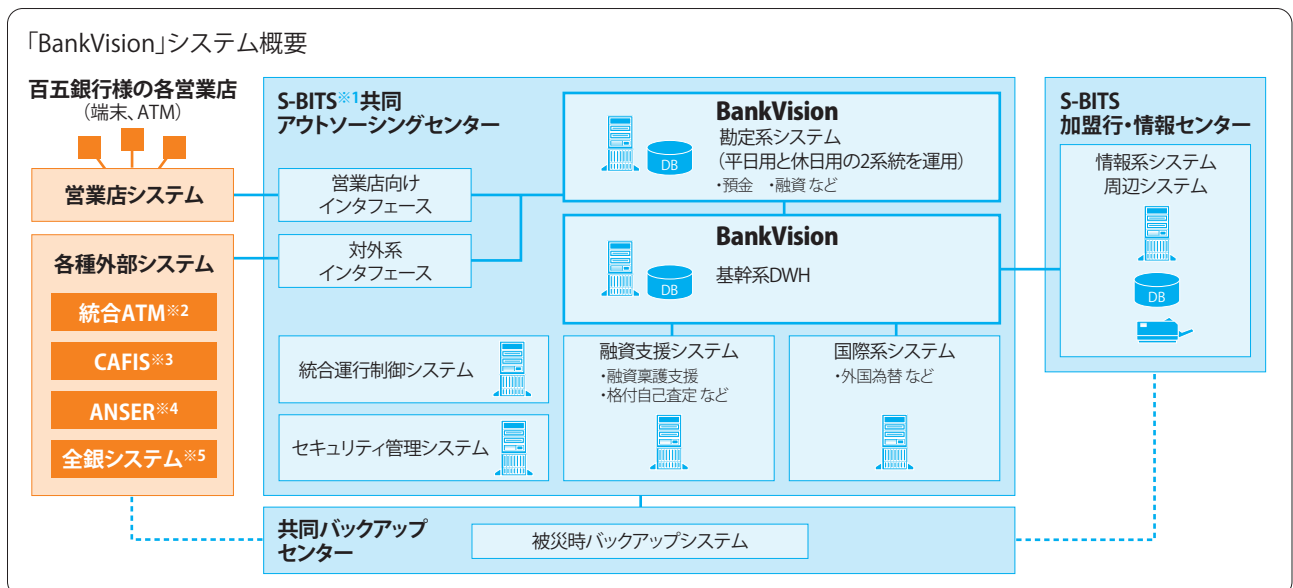 「BankVision」システム概要
百五銀行様の各営業店
（端末、ATM）
営業店システム
各種外部システム
統合ATM※2
CAFIS※3
ANSER※4
全銀システム※5
S-BITS※1共同
アウトソーシングセンター
営業店向け
インタフェース
対外系
インタフェース
統合運行制御システム
セキュリティ管理システム
BankVision
勘定系システム
（平日用と休日用の2系統を運用）
・預金 ・融資 など
DB
BankVision
基幹系DWH
DB
融資支援システム
・融資稟議支援
・格付自己査定 など
国際系システム
・外国為替 など
S-BITS
加盟行・情報センター
情報系システム
周辺システム
DB
共同バックアップ
センター
被災時バックアップシステム